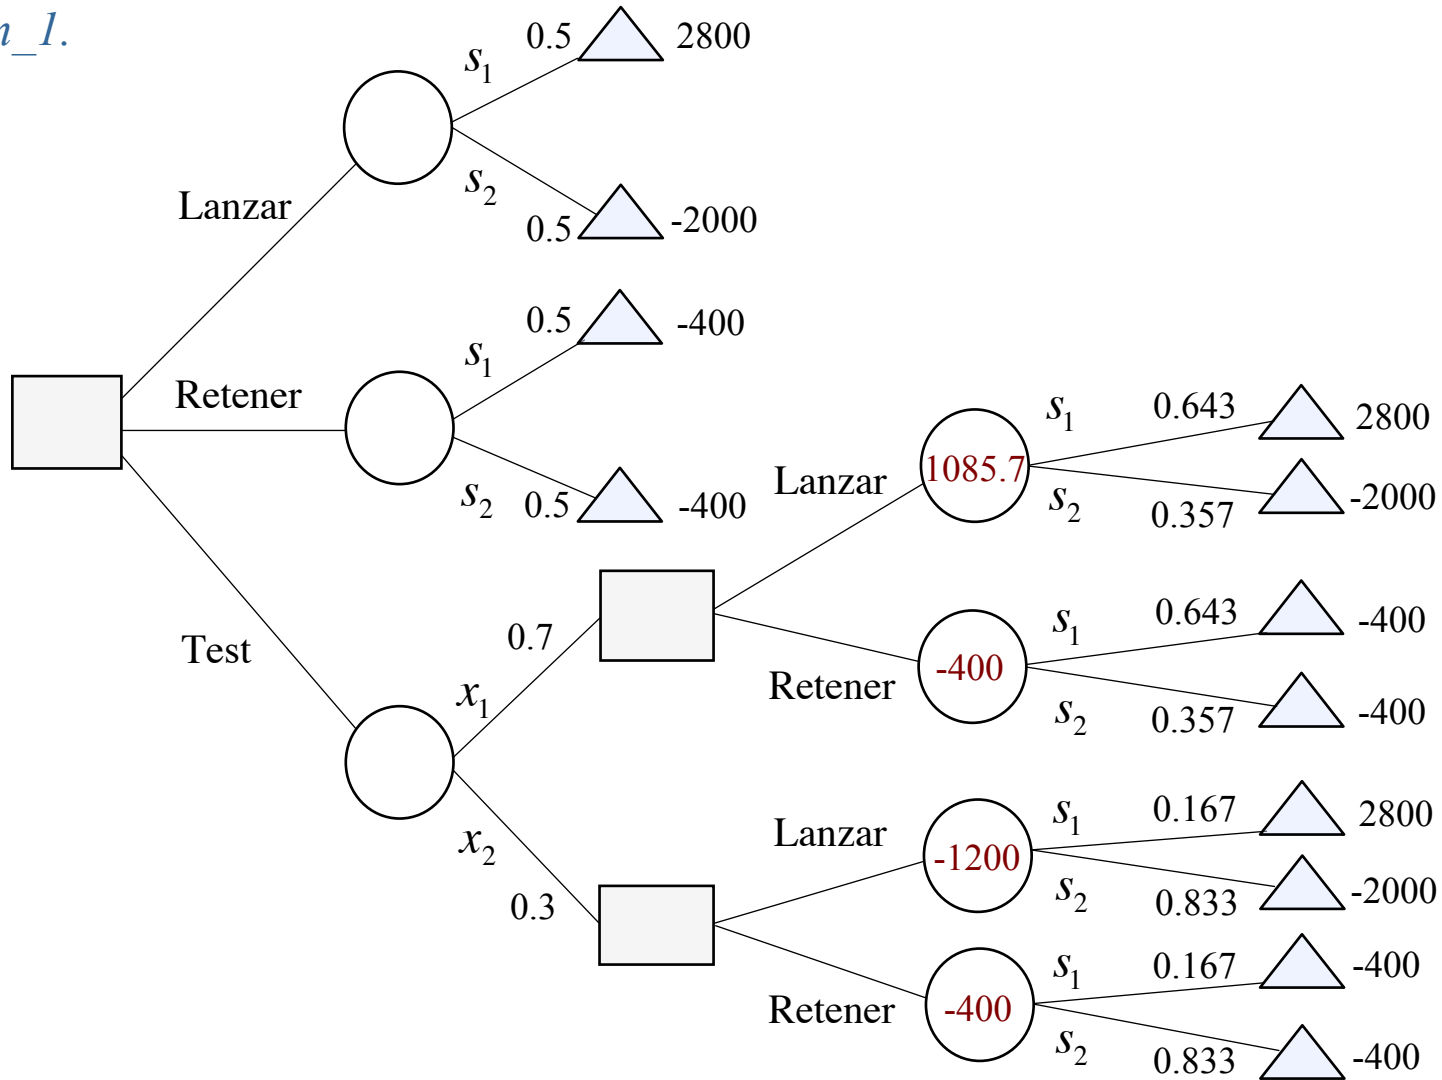 n_1.
s1 0.5 2800
Lanzar
s2 0.5 -2000
s1 0.5 -400
Retener
s2 0.5 -400
Test
0.7
x1
x2
0.3
Lanzar 1085.7
s1 0.643 2800
s2 0.357 -2000
Retener -400
s1 0.643 -400
s2 0.357 -400
Lanzar -1200
s1 0.167 2800
s2 0.833 -2000
Retener -400
s1 0.167 -400
s2 0.833 -400